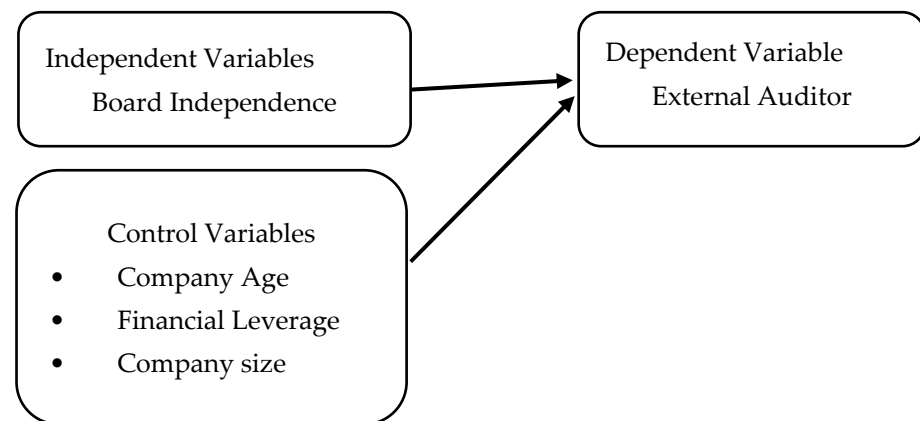 Independent Variables
Board Independence
Dependent Variable
External Auditor
Control Variables
• Company Age
• Financial Leverage
• Company size